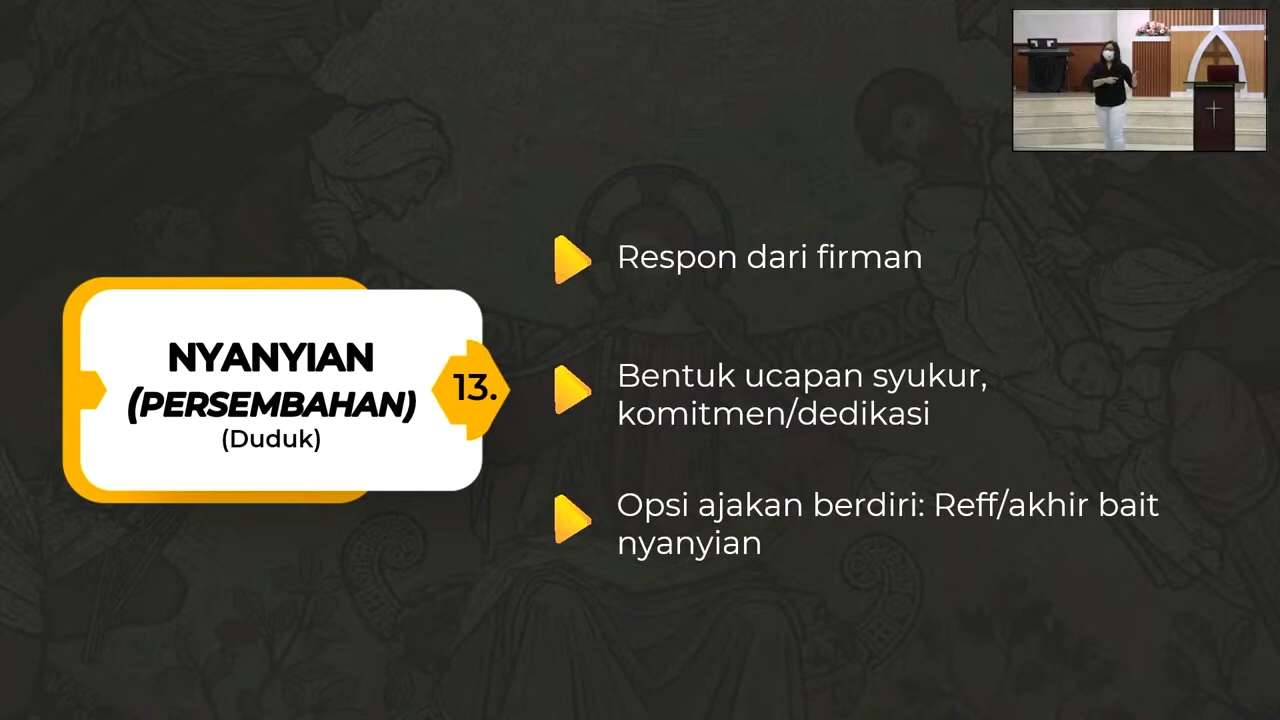 NYANYIAN
(PERSEMBAHAN)
(Duduk)
13.
Respon dari firman
Bentuk ucapan syukur,
komitmen/dedikasi
Opsi ajakan berdiri: Reff/akhir bait
nyanyian